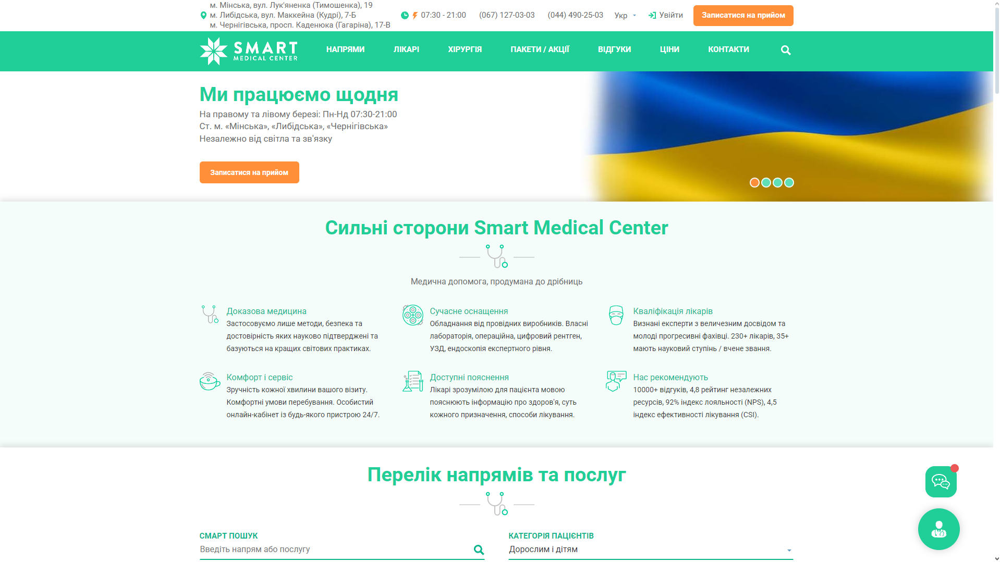 м. Мінська, вул. Лук'яненка (Тимошенка), 19
м. Либідська, вул. Маккейна (Кудрі), 7-Б
м. Чернігівська, просп. Каденюка (Гагаріна), 17-В
07:30 - 21:00
(067) 127-03-03
(044) 490-25-03
Укр
Увійти
Записатися на прийом
SMART
MEDICAL CENTER
НАПРЯМИ
ЛІКАРІ
ХІРУРГІЯ
ПАКЕТИ / АКЦІЇ
ВІДГУКИ
ЦІНИ
КОНТАКТИ
Ми працюємо щодня
На правому та лівому березі: Пн-Нд 07:30-21:00
Ст. м. «Мінська», «Либідська», «Чернігівська»
Незалежно від світла та зв'язку
Записатися на прийом
Сильні сторони Smart Medical Center
Медична допомога, продумана до дрібниць
Доказова медицина
Застосовуємо лише методи, безпека та
достовірність яких науково підтверджені та
базуються на кращих світових практиках.
Сучасне оснащення
Обладнання від провідних виробників. Власні
лабораторія, операційна, цифровий рентген,
УЗД, ендоскопія експертного рівня.
Кваліфікація лікарів
Визнані експерти з величезним досвідом та
молоді прогресивні фахівці. 230+ лікарів, 35+
мають науковий ступінь / вчене звання.
Комфорт і сервіс
Зручність кожної хвилини вашого візиту.
Комфортні умови перебування. Особистий
онлайн-кабінет із будь-якого пристрою 24/7.
Доступні пояснення
Лікарі зрозумілою для пацієнта мовою
пояснюють інформацію про здоров'я, суть
кожного призначення, способи лікування.
Нас рекомендують
10000+ відгуків, 4,8 рейтинг незалежних
ресурсів, 92% індекс лояльності (NPS), 4,5
індекс ефективності лікування (CSI).
Перелік напрямів та послуг
СМАРТ ПОШУК
Введіть напрям або послугу
КАТЕГОРІЯ ПАЦІЄНТІВ
Дорослим і дітям